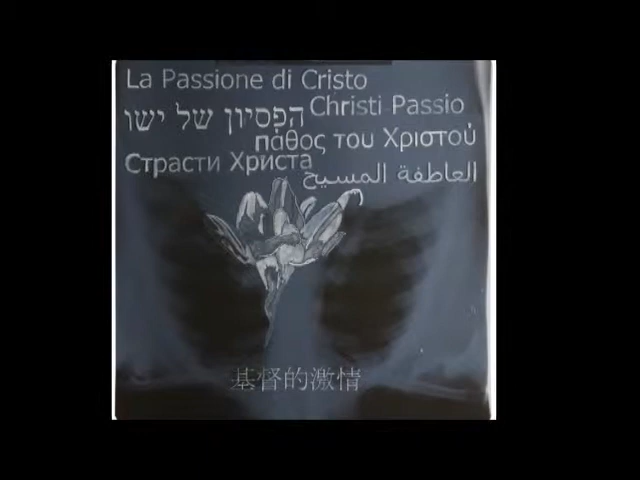 La Passione di Cristo
Christi Passio
הפסיון של ישו
πάθος του Χριστού
Страсти Христа
العاطفة المسيح
基督的激情